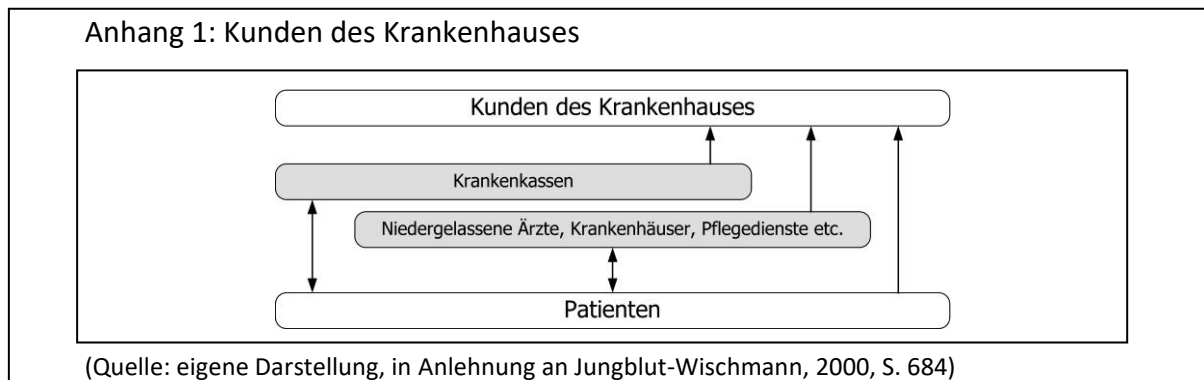 Anhang 1: Kunden des Krankenhauses
Kunden des Krankenhauses
Krankenkassen
Niedergelassene Ärzte, Krankenhäuser, Pflegedienste etc.
Patienten
(Quelle: eigene Darstellung, in Anlehnung an Jungblut-Wischmann, 2000, S. 684)